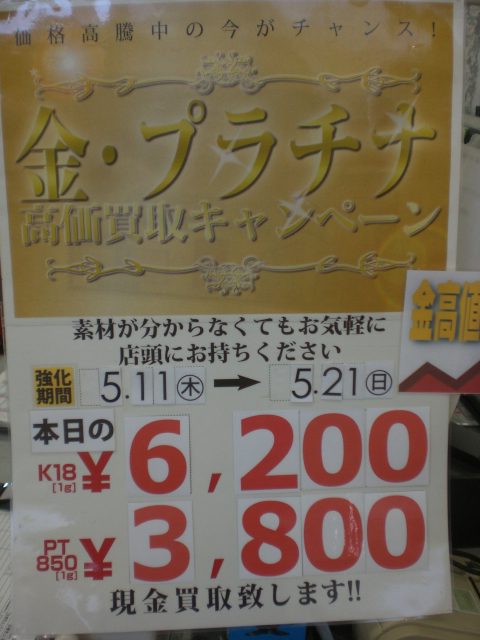 価格高騰中の今がチャンス!
金・プラチナ
高価買取キャンペーン
金高値
素材が分からなくてもお気軽に
店頭にお持ちください
強化期間 5.11㊍ → 5.21㊐
本日の
K18 [1g] ¥6,200
PT850 [1g] ¥3,800
現金買取致します!!